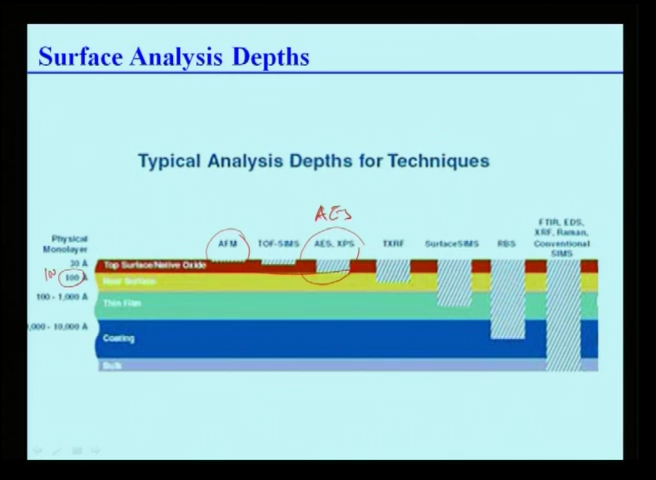 Surface Analysis Depths
Typical Analysis Depths for Techniques
AES
FTIR, EDS,
XRF, Raman,
Conventional
SIMS
Physical
Monolayer
AFM TOF-SIMS AES, XPS TXRF SurfaceSIMS RBS
30 Å Top Surface/Native Oxide
100 Å Near Surface
100 - 1,000 Å Thin Film
,000 - 10,000 Å Coating
Bulk